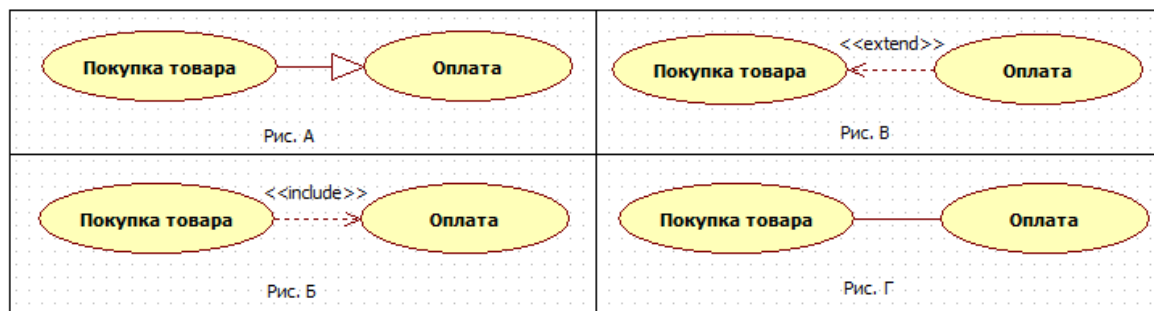 Покупка товара
Оплата
Рис. А
<<extend>>
Покупка товара
Оплата
Рис. В
<<include>>
Покупка товара
Оплата
Рис. Б
Покупка товара
Оплата
Рис. Г